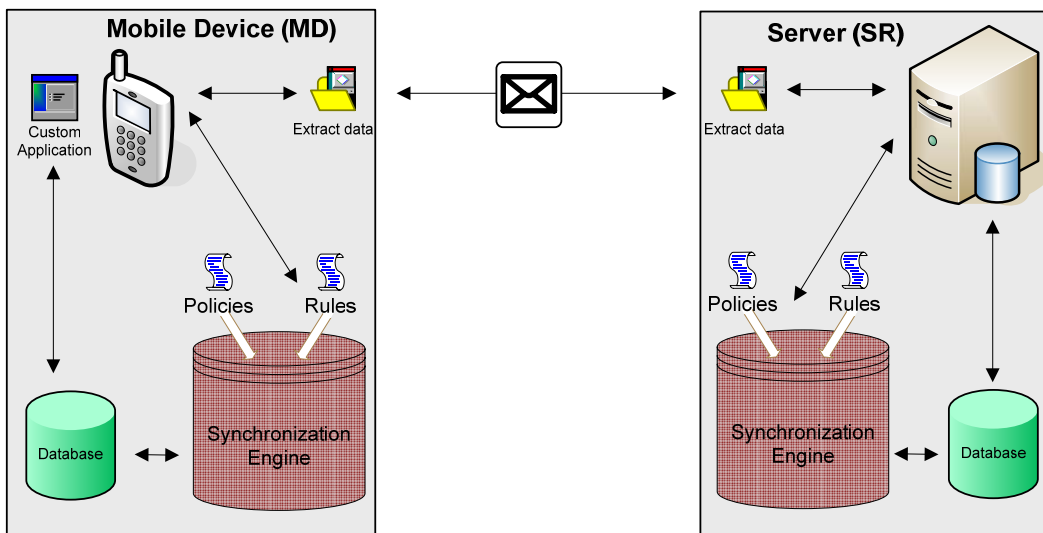 Mobile Device (MD)
Custom
Application
Extract data
Policies
Rules
Synchronization
Engine
Database
Server (SR)
Extract data
Policies
Rules
Synchronization
Engine
Database